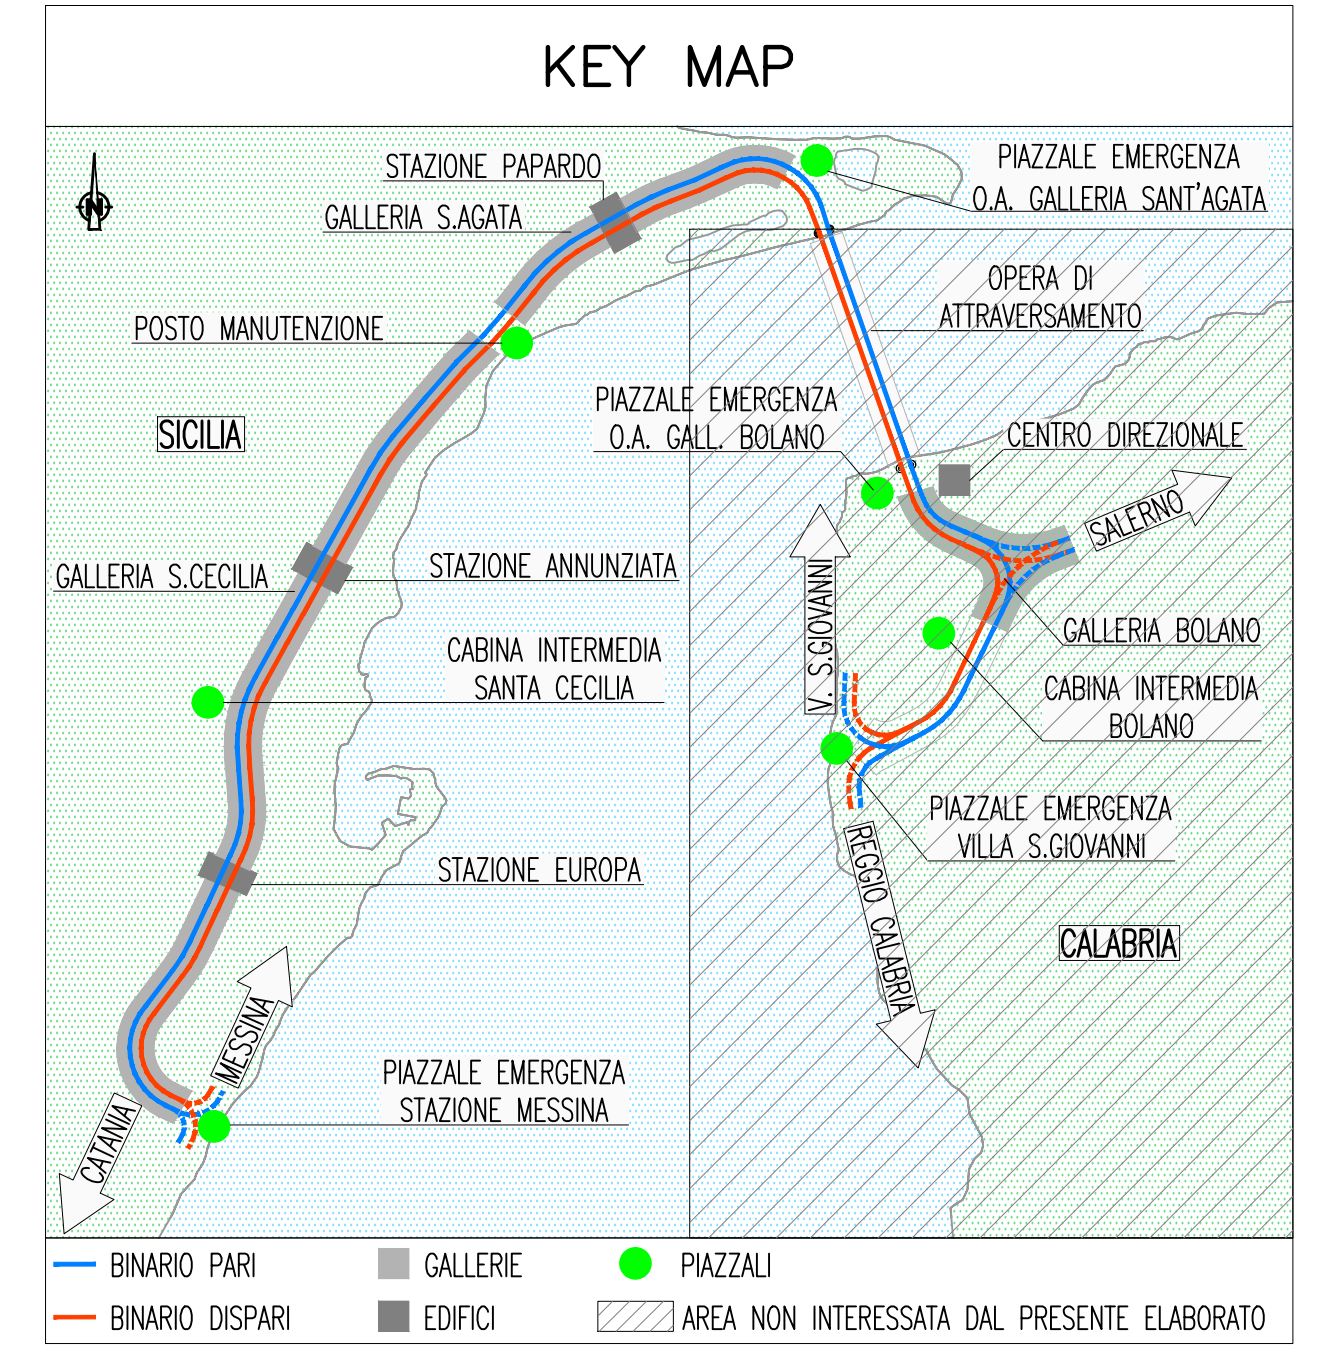 KEY MAP
N
STAZIONE PAPARDO
GALLERIA S.AGATA
PIAZZALE EMERGENZA
O.A. GALLERIA SANT'AGATA
OPERA DI
ATTRAVERSAMENTO
POSTO MANUTENZIONE
SICILIA
PIAZZALE EMERGENZA
O.A. GALL. BOLANO
CENTRO DIREZIONALE
SALERNO
GALLERIA S.CECILIA
STAZIONE ANNUNZIATA
V. S.GIOVANNI
GALLERIA BOLANO
CABINA INTERMEDIA
SANTA CECILIA
CABINA INTERMEDIA
BOLANO
PIAZZALE EMERGENZA
VILLA S.GIOVANNI
STAZIONE EUROPA
REGGIO CALABRIA
CALABRIA
MESSINA
PIAZZALE EMERGENZA
STAZIONE MESSINA
CATANIA
BINARIO PARI
GALLERIE
PIAZZALI
BINARIO DISPARI
EDIFICI
AREA NON INTERESSATA DAL PRESENTE ELABORATO